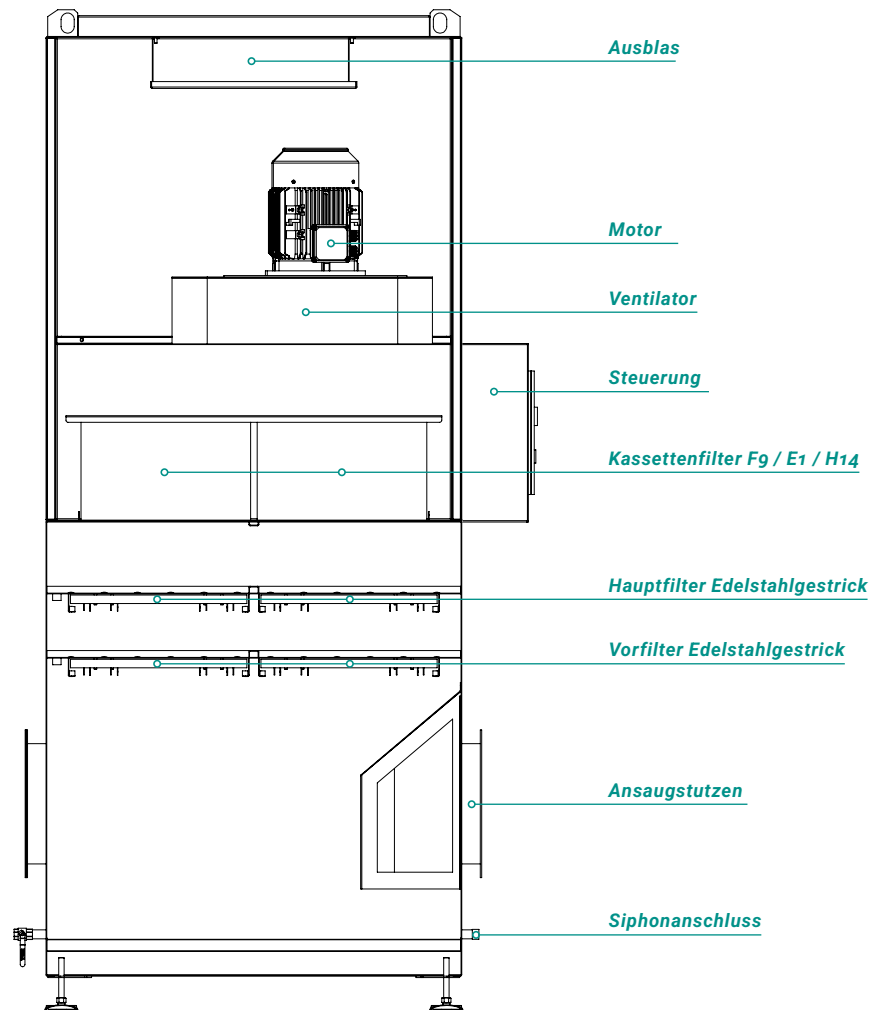 Ausblas
Motor
Ventilator
Steuerung
Kassettenfilter F9 / E1 / H14
Hauptfilter Edelstahlgestrick
Vorfilter Edelstahlgestrick
Ansaugstutzen
Siphonanschluss